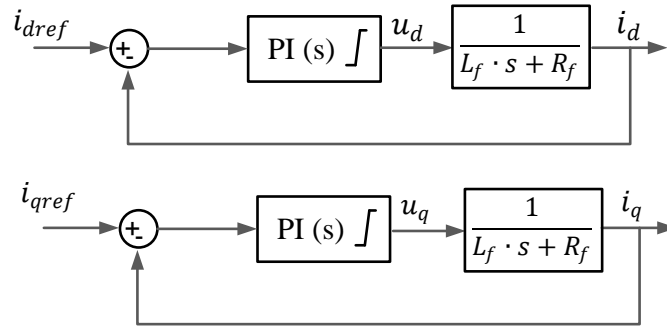 i_dref
+
-
PI (s)
u_d
1
L_f · s + R_f
i_d
i_qref
+
-
PI (s)
u_q
1
L_f · s + R_f
i_q